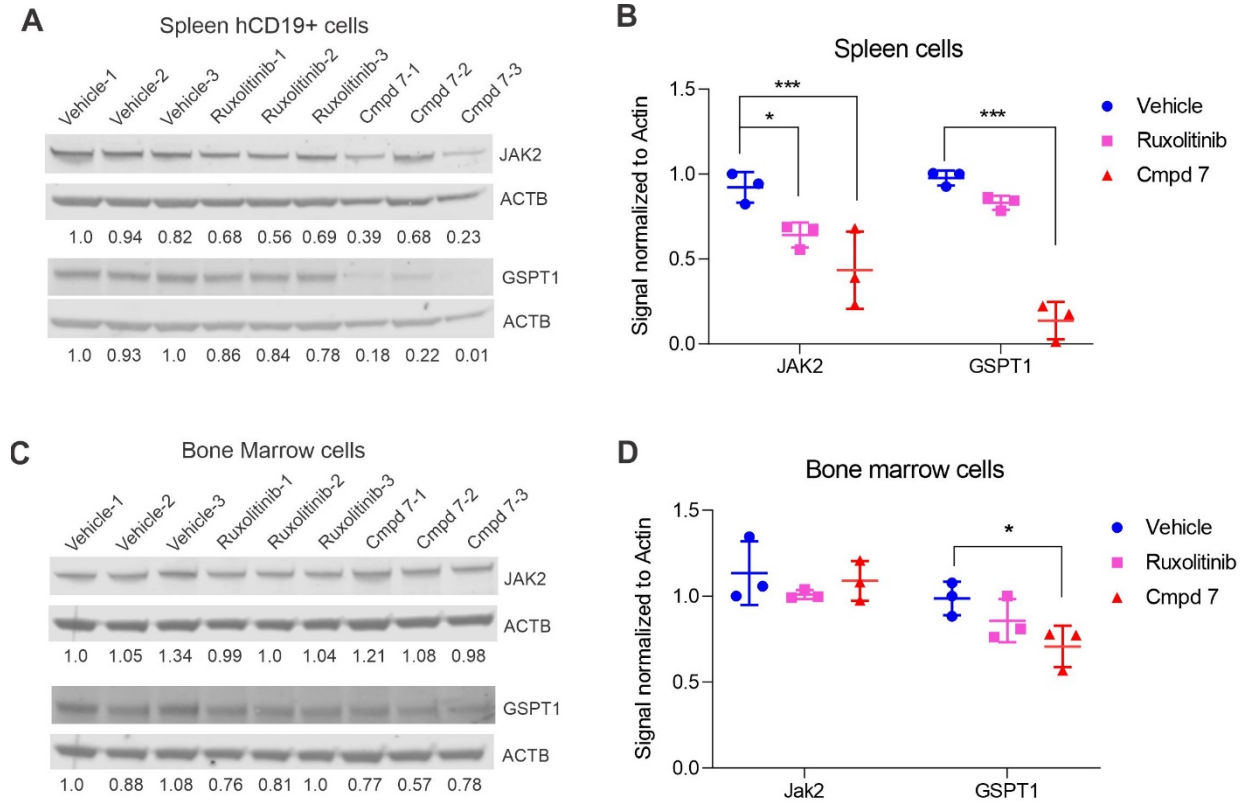 A
Spleen hCD19+ cells
Vehicle-1 Vehicle-2 Vehicle-3 Ruxolitinib-1 Ruxolitinib-2 Ruxolitinib-3 Cmpd 7-1 Cmpd 7-2 Cmpd 7-3
JAK2
ACTB
1.0 0.94 0.82 0.68 0.56 0.69 0.39 0.68 0.23
GSPT1
ACTB
1.0 0.93 1.0 0.86 0.84 0.78 0.18 0.22 0.01
B
Spleen cells
Signal normalized to Actin
1.5
1.0
0.5
0.0
***
*
***
JAK2 GSPT1
Vehicle
Ruxolitinib
Cmpd 7
C
Bone Marrow cells
Vehicle-1 Vehicle-2 Vehicle-3 Ruxolitinib-1 Ruxolitinib-2 Ruxolitinib-3 Cmpd 7-1 Cmpd 7-2 Cmpd 7-3
JAK2
ACTB
1.0 1.05 1.34 0.99 1.0 1.04 1.21 1.08 0.98
GSPT1
ACTB
1.0 0.88 1.08 0.76 0.81 1.0 0.77 0.57 0.78
D
Bone marrow cells
Signal normalized to Actin
1.5
1.0
0.5
0.0
*
Jak2 GSPT1
Vehicle
Ruxolitinib
Cmpd 7